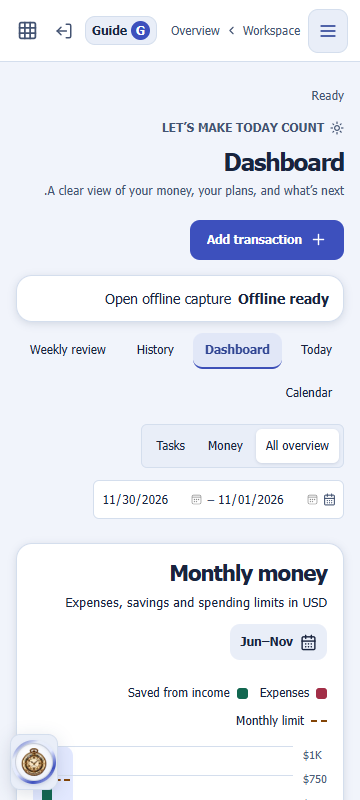 Workspace < Overview Guide G
Ready
LET'S MAKE TODAY COUNT
Dashboard
.A clear view of your money, your plans, and what's next
Add transaction
Offline ready Open offline capture
Today Dashboard History Weekly review
Calendar
All overview Money Tasks
11/30/2026 – 11/01/2026
Monthly money
Expenses, savings and spending limits in USD
Jun–Nov
Expenses Saved from income
Monthly limit
$1K
$750